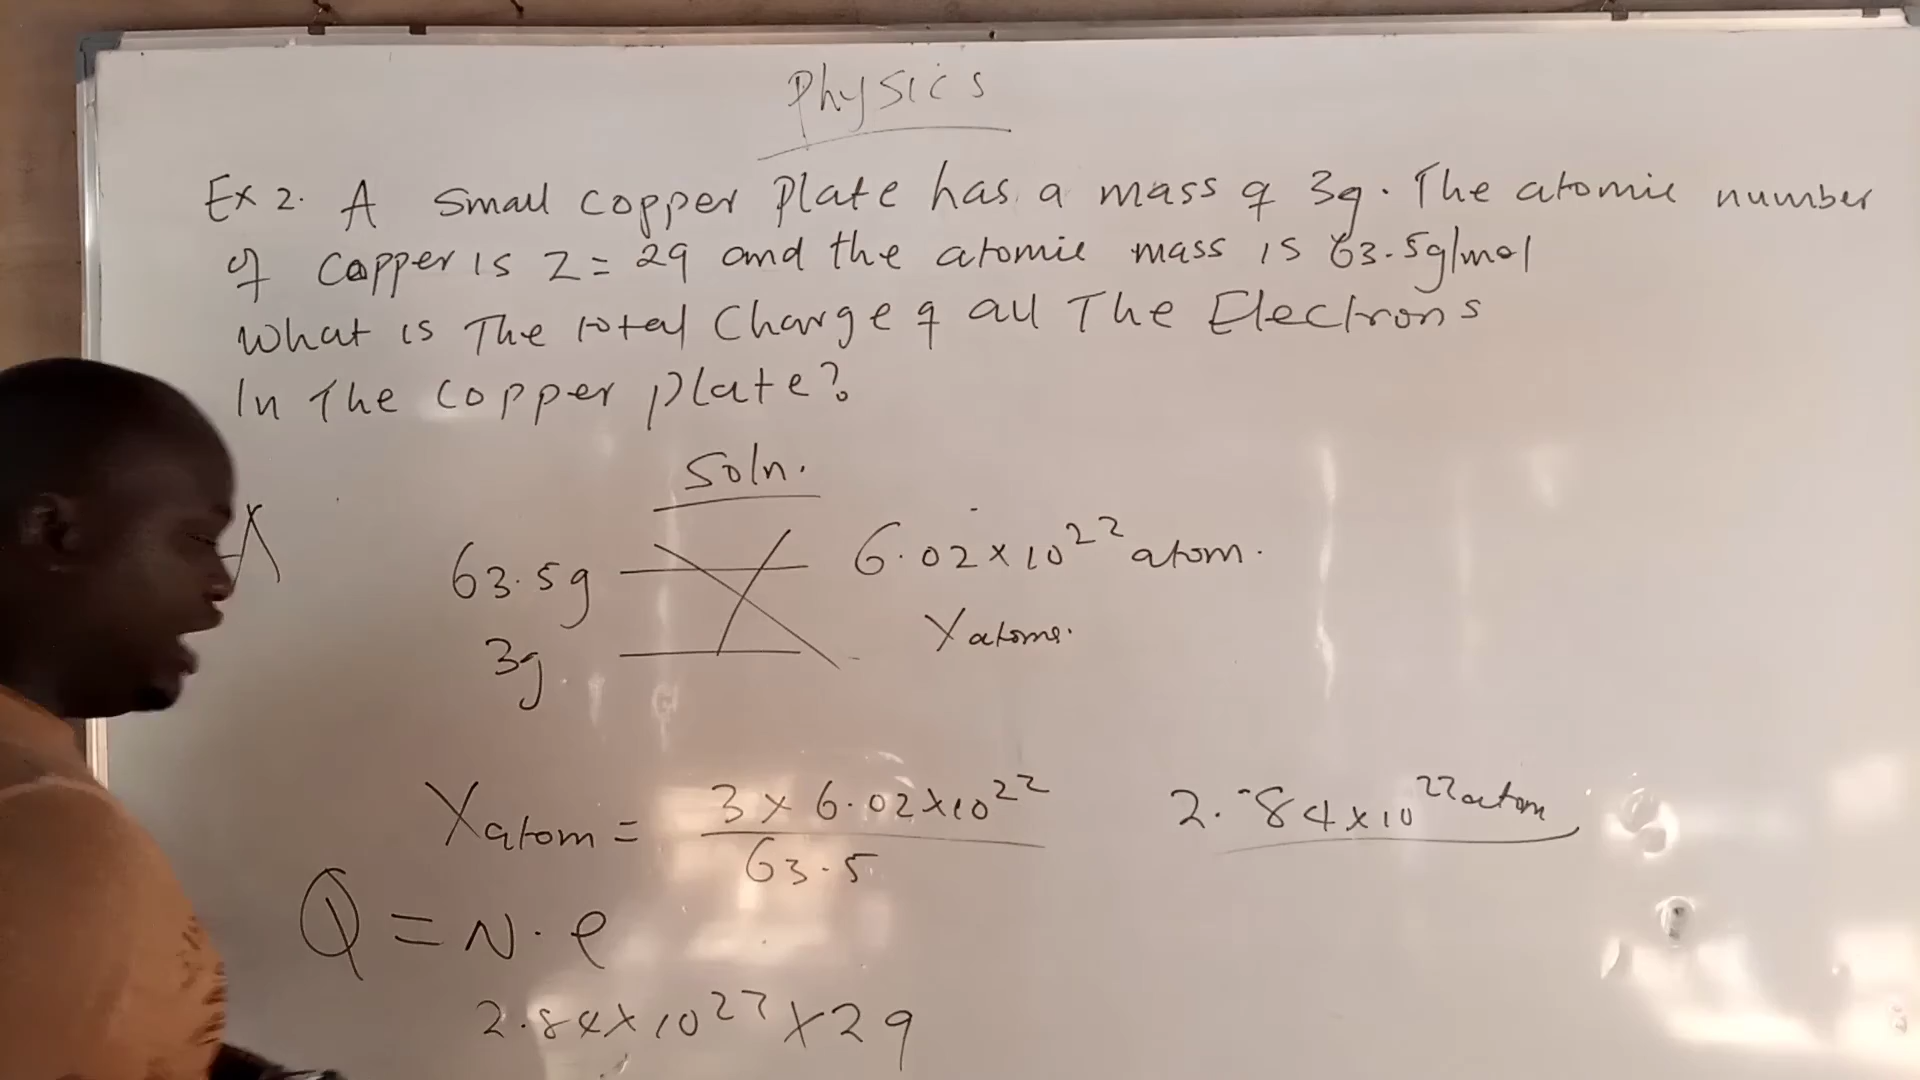 Physics
Ex 2. A small copper plate has a mass of 3g. The atomic number
of copper is Z = 29 and the atomic mass is 63.5g/mol
What is The total Charge of all The Electrons
In The copper plate?
Soln.
63.5g 6.02×10²² atom.
3g X atoms.
X atom = 3 × 6.02×10²² / 63.5 2.84×10²² atom
Q = N. e
2.84×10²² × 29